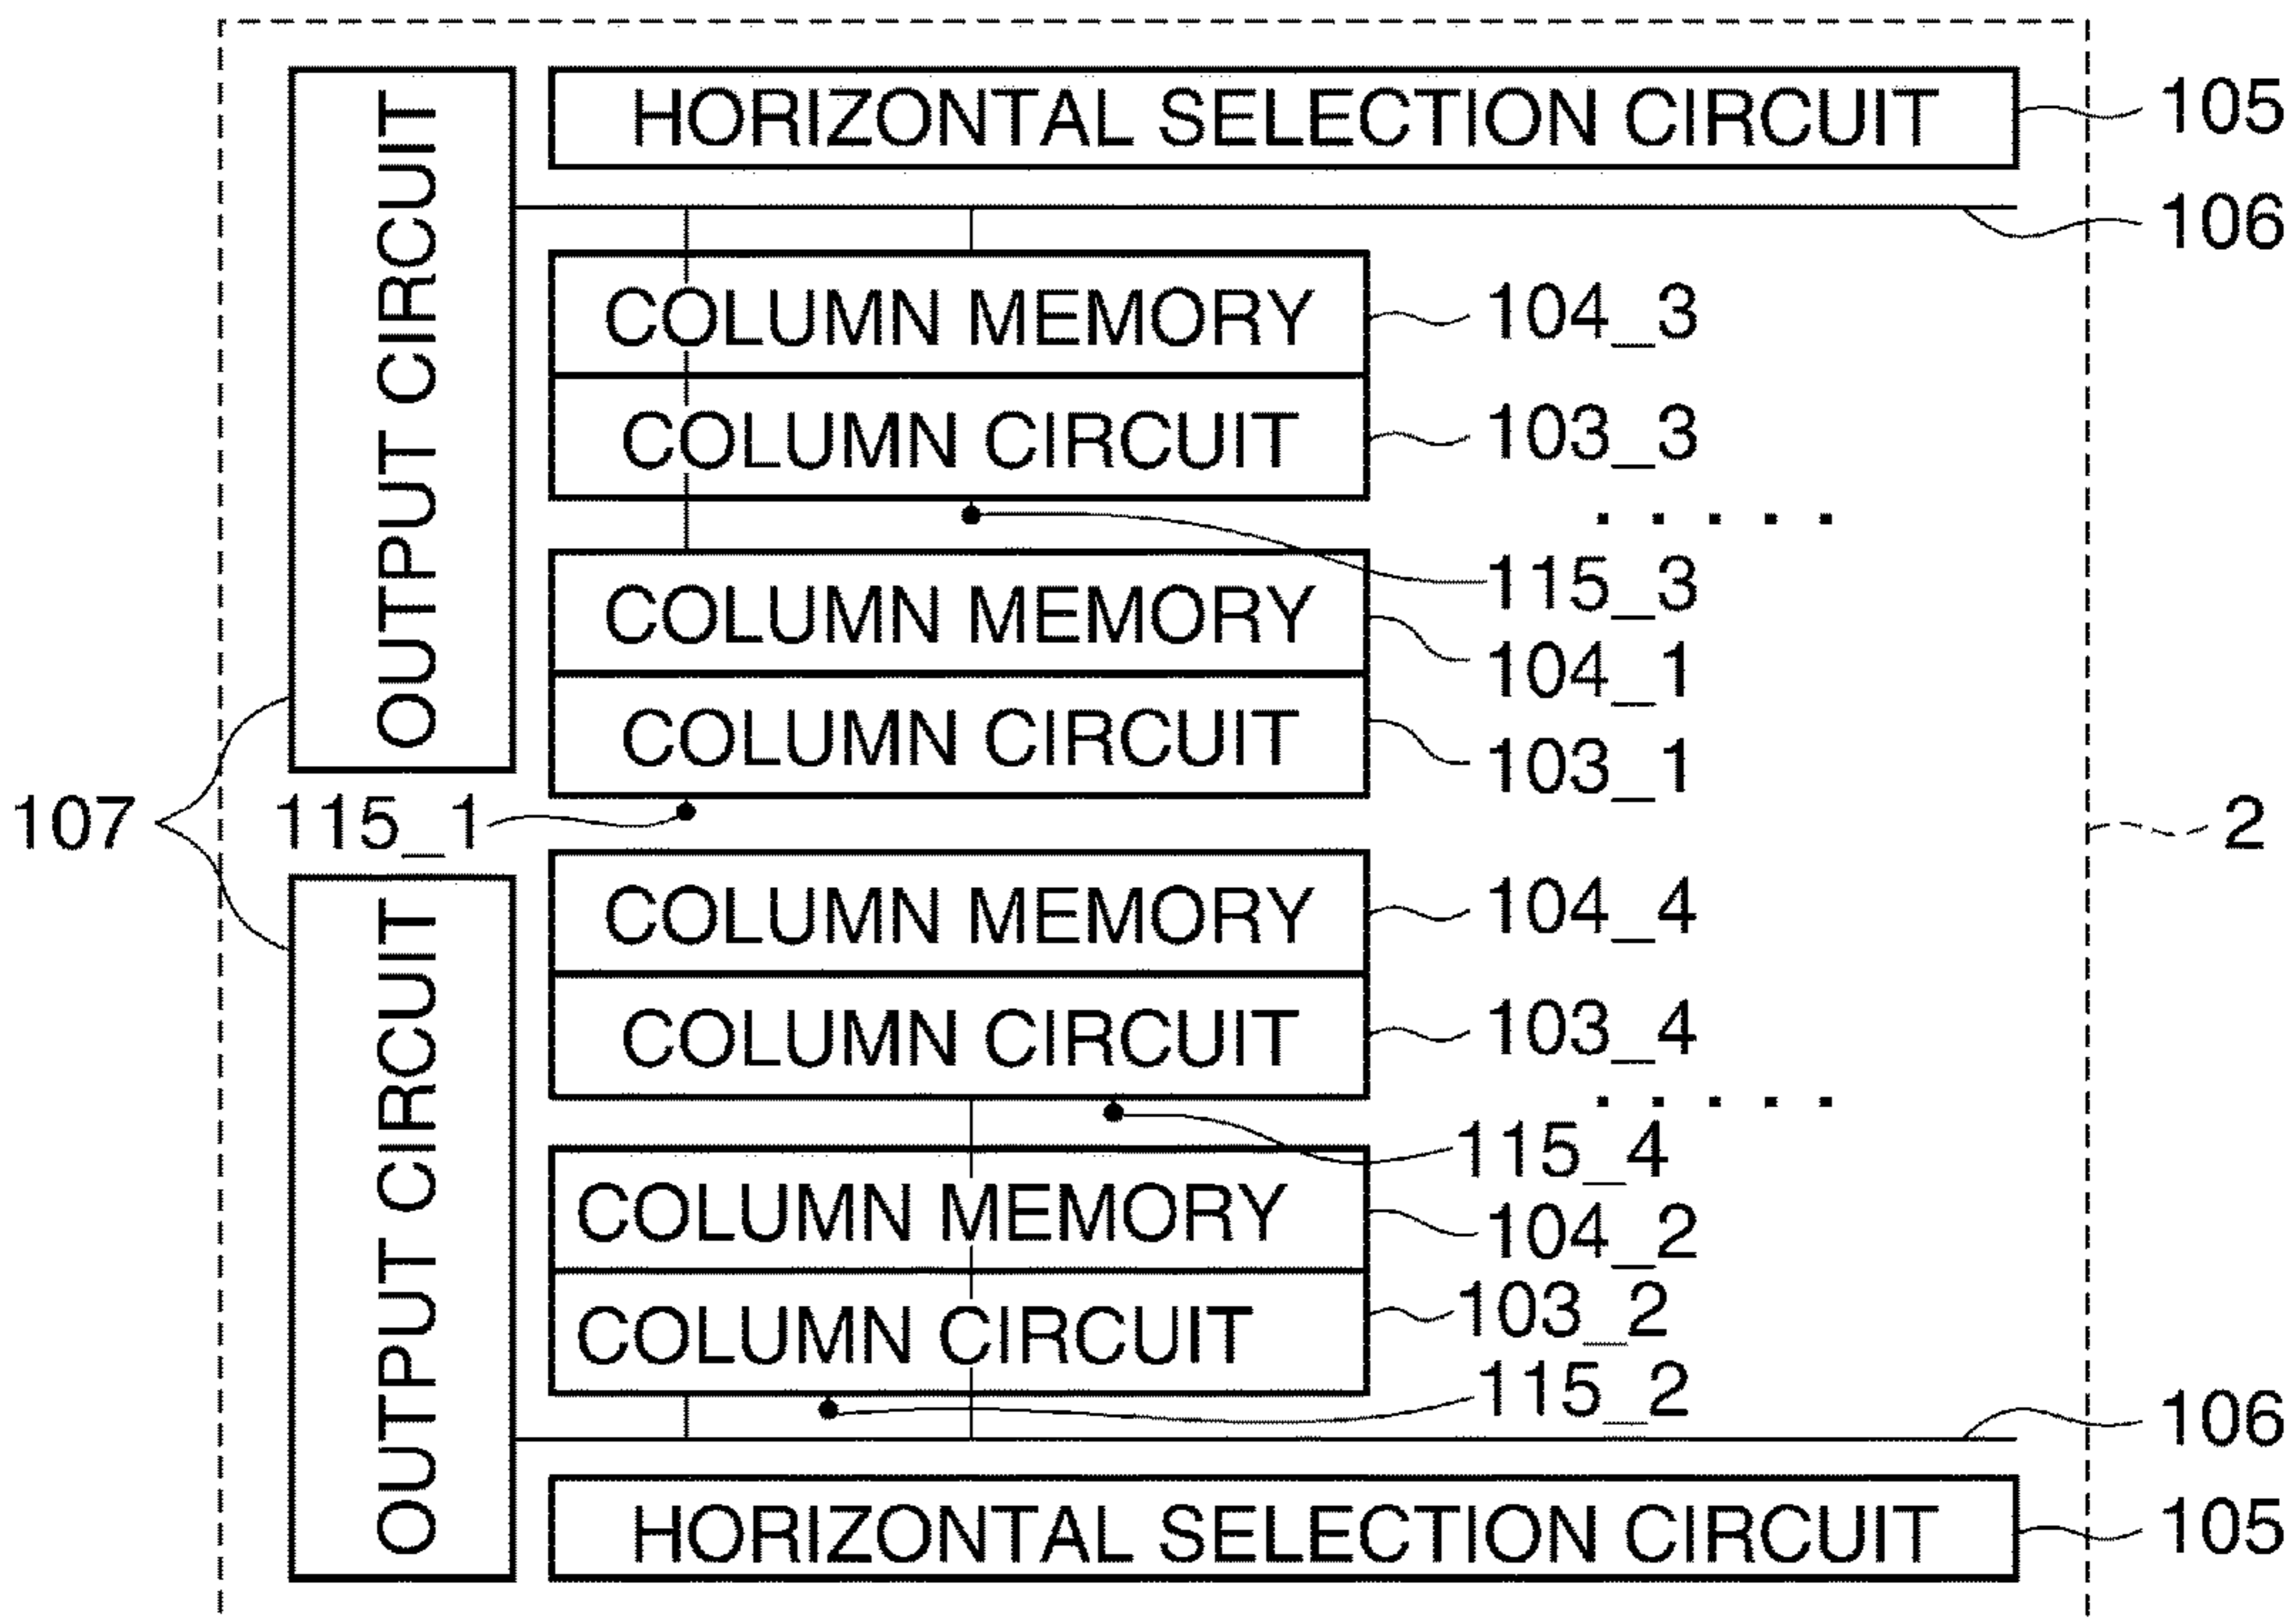 HORIZONTAL SELECTION CIRCUIT
105
106
OUTPUT CIRCUIT
COLUMN MEMORY
104_3
COLUMN CIRCUIT
103_3
. . . . .
115_3
COLUMN MEMORY
104_1
COLUMN CIRCUIT
103_1
107
115_1
2
COLUMN MEMORY
104_4
OUTPUT CIRCUIT
COLUMN CIRCUIT
103_4
. . . . .
115_4
COLUMN MEMORY
104_2
COLUMN CIRCUIT
103_2
115_2
106
HORIZONTAL SELECTION CIRCUIT
105